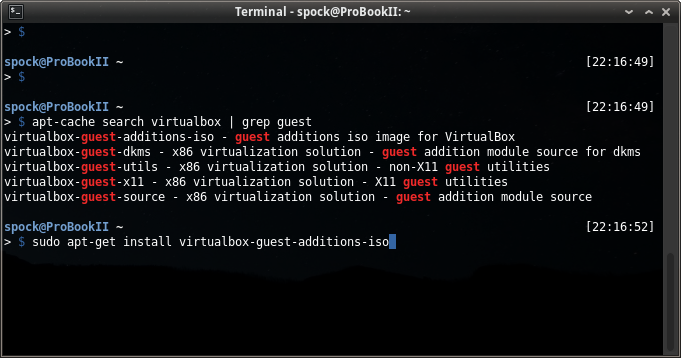 Terminal - spock@ProBookII: ~
> $
spock@ProBookII ~ [22:16:49]
> $
spock@ProBookII ~ [22:16:49]
> $ apt-cache search virtualbox | grep guest
virtualbox-guest-additions-iso - guest additions iso image for VirtualBox
virtualbox-guest-dkms - x86 virtualization solution - guest addition module source for dkms
virtualbox-guest-utils - x86 virtualization solution - non-X11 guest utilities
virtualbox-guest-x11 - x86 virtualization solution - X11 guest utilities
virtualbox-guest-source - x86 virtualization solution - guest addition module source
spock@ProBookII ~ [22:16:52]
> $ sudo apt-get install virtualbox-guest-additions-iso